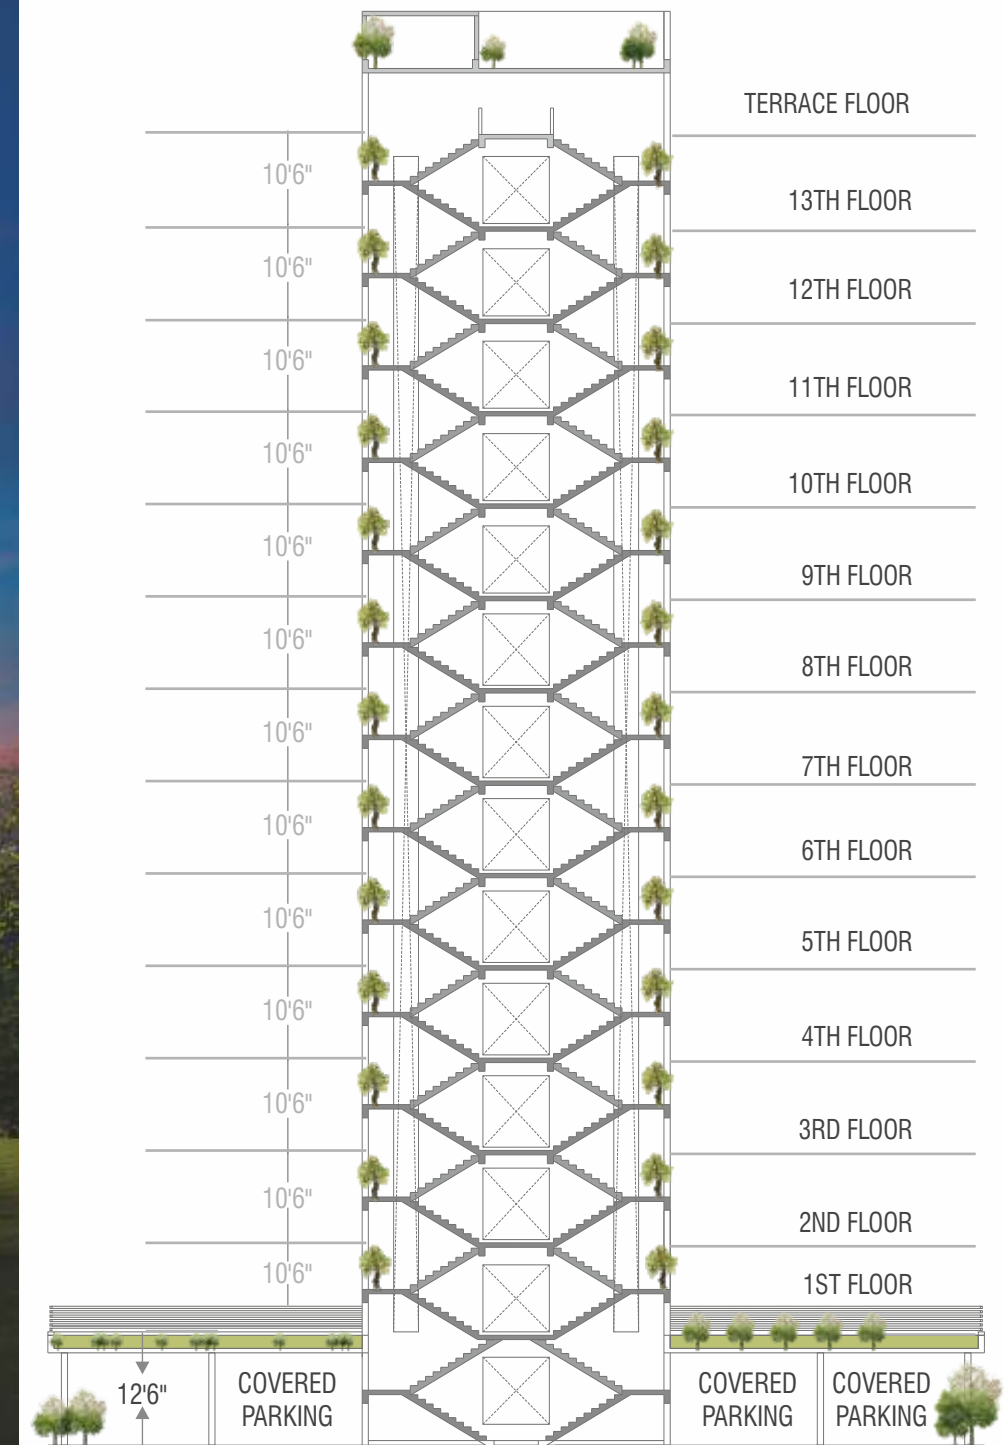 TERRACE FLOOR
10'6"
13TH FLOOR
10'6"
12TH FLOOR
10'6"
11TH FLOOR
10'6"
10TH FLOOR
10'6"
9TH FLOOR
10'6"
8TH FLOOR
10'6"
7TH FLOOR
10'6"
6TH FLOOR
10'6"
5TH FLOOR
10'6"
4TH FLOOR
10'6"
3RD FLOOR
10'6"
2ND FLOOR
10'6"
1ST FLOOR
12'6"
COVERED
PARKING
COVERED
PARKING
COVERED
PARKING